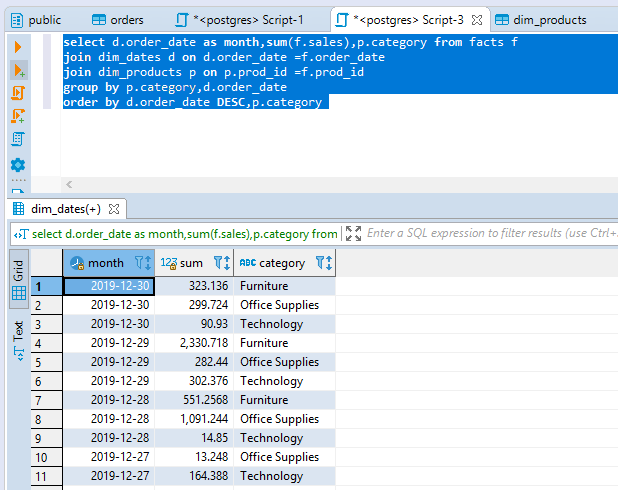 public orders *<postgres> Script-1 *<postgres> Script-3 dim_products
select d.order_date as month,sum(f.sales),p.category from facts f
join dim_dates d on d.order_date =f.order_date
join dim_products p on p.prod_id =f.prod_id
group by p.category,d.order_date
order by d.order_date DESC,p.category
dim_dates(+)
select d.order_date as month,sum(f.sales),p.category from Enter a SQL expression to filter results (use Ctrl+
Grid
Text
month 123 sum ABC category
1 2019-12-30 323.136 Furniture
2 2019-12-30 299.724 Office Supplies
3 2019-12-30 90.93 Technology
4 2019-12-29 2,330.718 Furniture
5 2019-12-29 282.44 Office Supplies
6 2019-12-29 302.376 Technology
7 2019-12-28 551.2568 Furniture
8 2019-12-28 1,091.244 Office Supplies
9 2019-12-28 14.85 Technology
10 2019-12-27 13.248 Office Supplies
11 2019-12-27 164.388 Technology